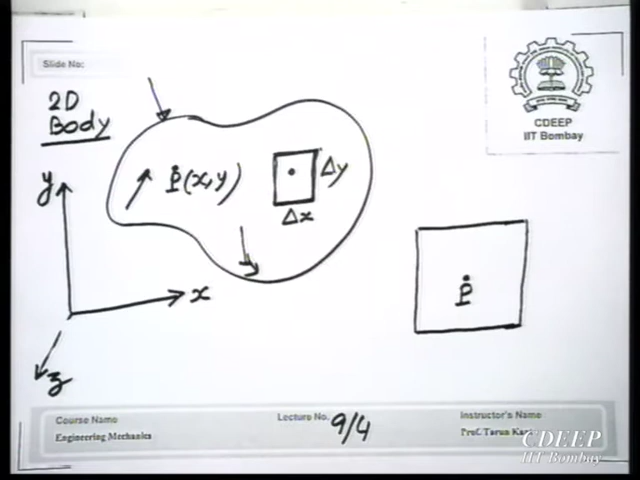 Slide No:
CDEEP
IIT Bombay
2D
Body
y
x
z
P(x,y)
Δy
Δx
P
Course Name
Engineering Mechanics
Lecture No. 9/4
Instructor's Name
Prof. Tarun
CDEEP
IIT Bombay